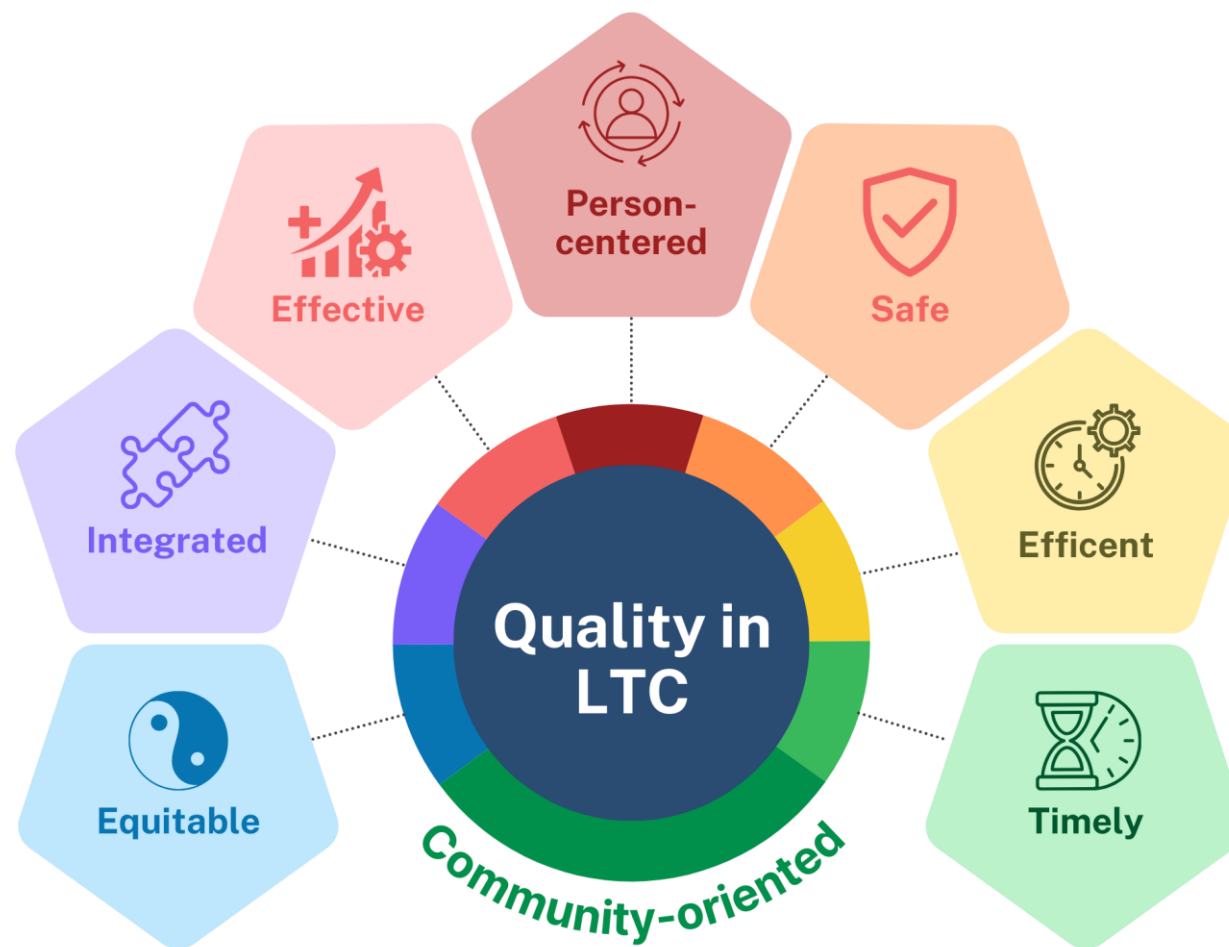 Person-
centered
Effective
Safe
Integrated
Efficent
Quality in
LTC
Equitable
Timely
Community-oriented